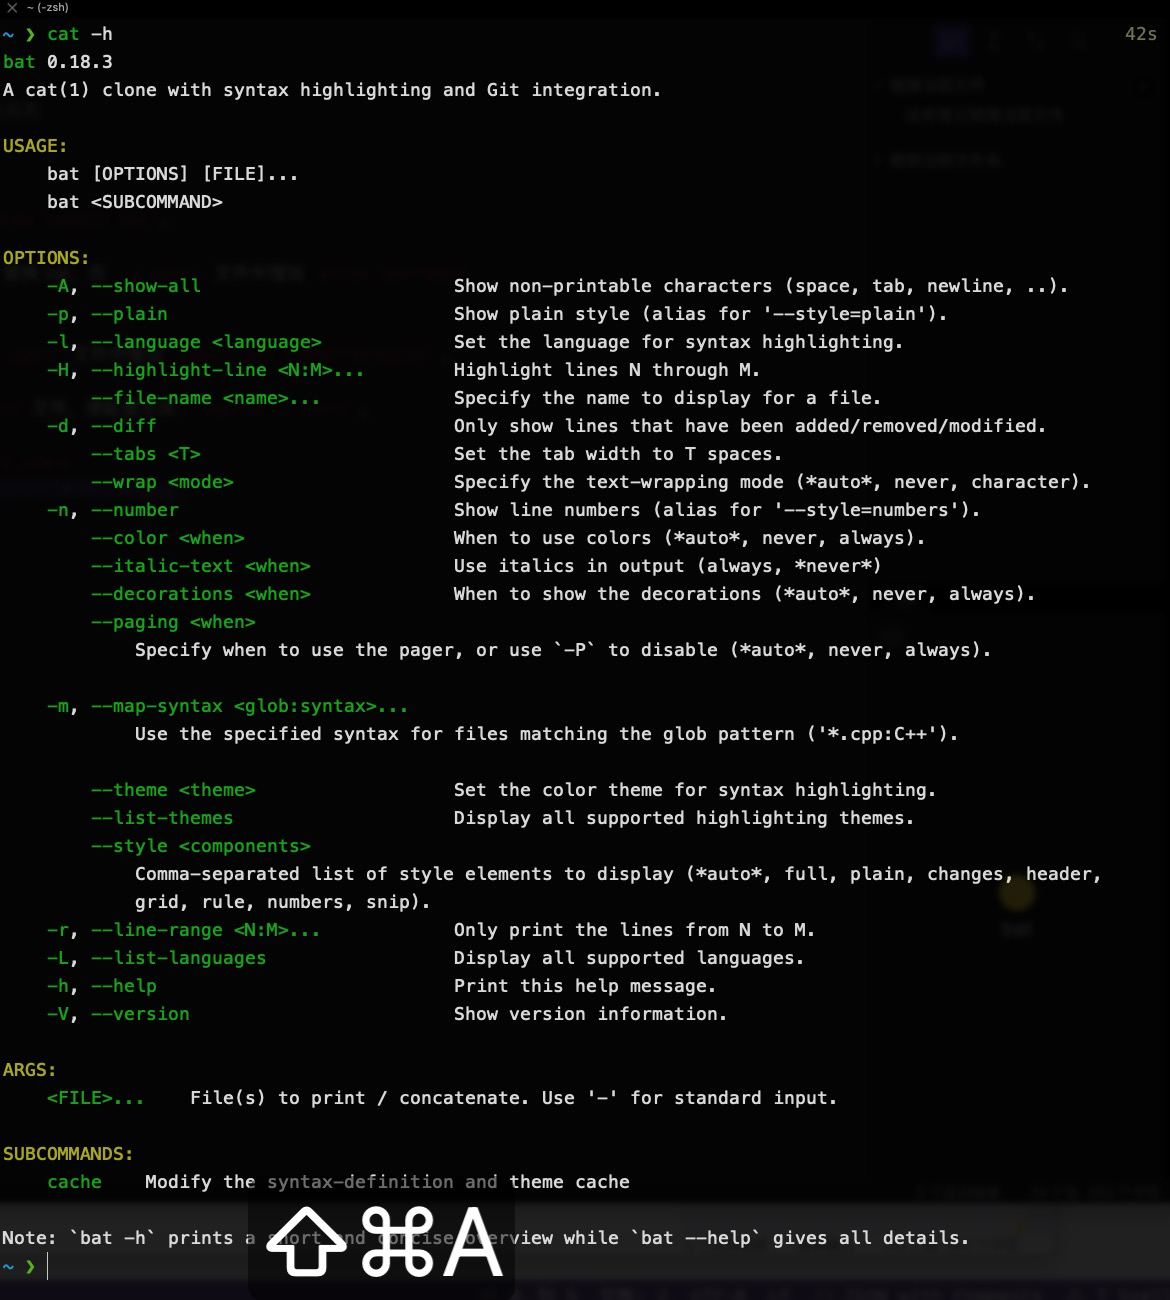 ~ (-zsh)
~ ❯ cat -h 42s
bat 0.18.3
A cat(1) clone with syntax highlighting and Git integration.
USAGE:
bat [OPTIONS] [FILE]...
bat <SUBCOMMAND>
OPTIONS:
-A, --show-all Show non-printable characters (space, tab, newline, ..).
-p, --plain Show plain style (alias for '--style=plain').
-l, --language <language> Set the language for syntax highlighting.
-H, --highlight-line <N:M>... Highlight lines N through M.
--file-name <name>... Specify the name to display for a file.
-d, --diff Only show lines that have been added/removed/modified.
--tabs <T> Set the tab width to T spaces.
--wrap <mode> Specify the text-wrapping mode (*auto*, never, character).
-n, --number Show line numbers (alias for '--style=numbers').
--color <when> When to use colors (*auto*, never, always).
--italic-text <when> Use italics in output (always, *never*)
--decorations <when> When to show the decorations (*auto*, never, always).
--paging <when>
Specify when to use the pager, or use `-P` to disable (*auto*, never, always).
-m, --map-syntax <glob:syntax>...
Use the specified syntax for files matching the glob pattern ('*.cpp:C++').
--theme <theme> Set the color theme for syntax highlighting.
--list-themes Display all supported highlighting themes.
--style <components>
Comma-separated list of style elements to display (*auto*, full, plain, changes, header,
grid, rule, numbers, snip).
-r, --line-range <N:M>... Only print the lines from N to M.
-L, --list-languages Display all supported languages.
-h, --help Print this help message.
-V, --version Show version information.
ARGS:
<FILE>... File(s) to print / concatenate. Use '-' for standard input.
SUBCOMMANDS:
cache Modify the syntax-definition and theme cache
Note: `bat -h` prints a short and concise overview while `bat --help` gives all details.
~ ❯
⇧⌘A